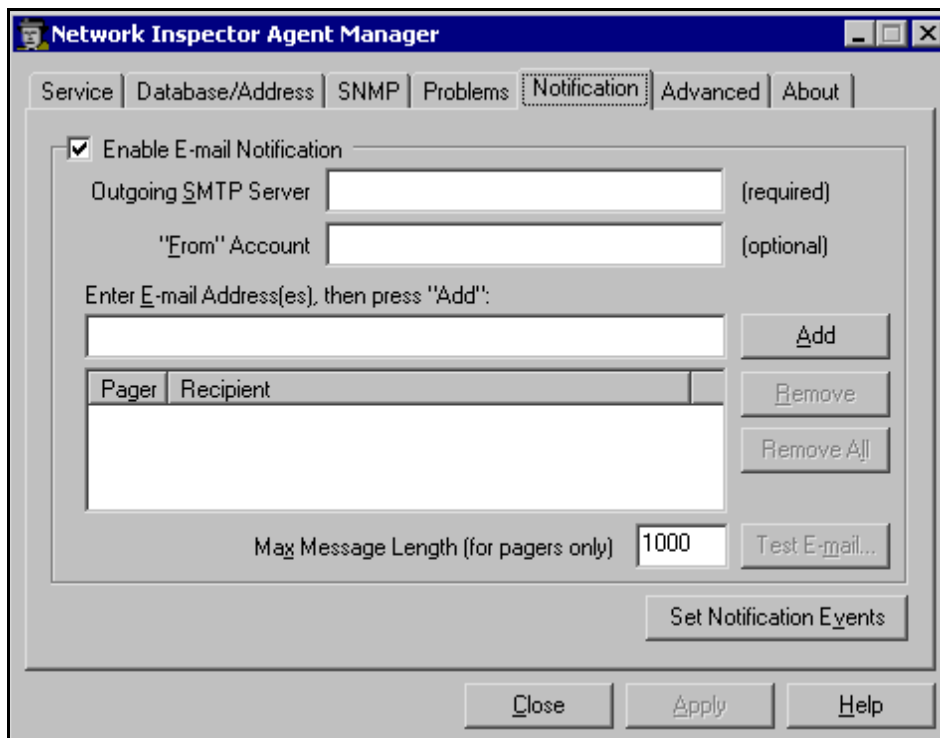 Network Inspector Agent Manager
Service Database/Address SNMP Problems Notification Advanced About
Enable E-mail Notification
Outgoing SMTP Server (required)
"From" Account (optional)
Enter E-mail Address(es), then press "Add":
Add
Pager Recipient
Remove
Remove All
Max Message Length (for pagers only) 1000 Test E-mail...
Set Notification Events
Close Apply Help